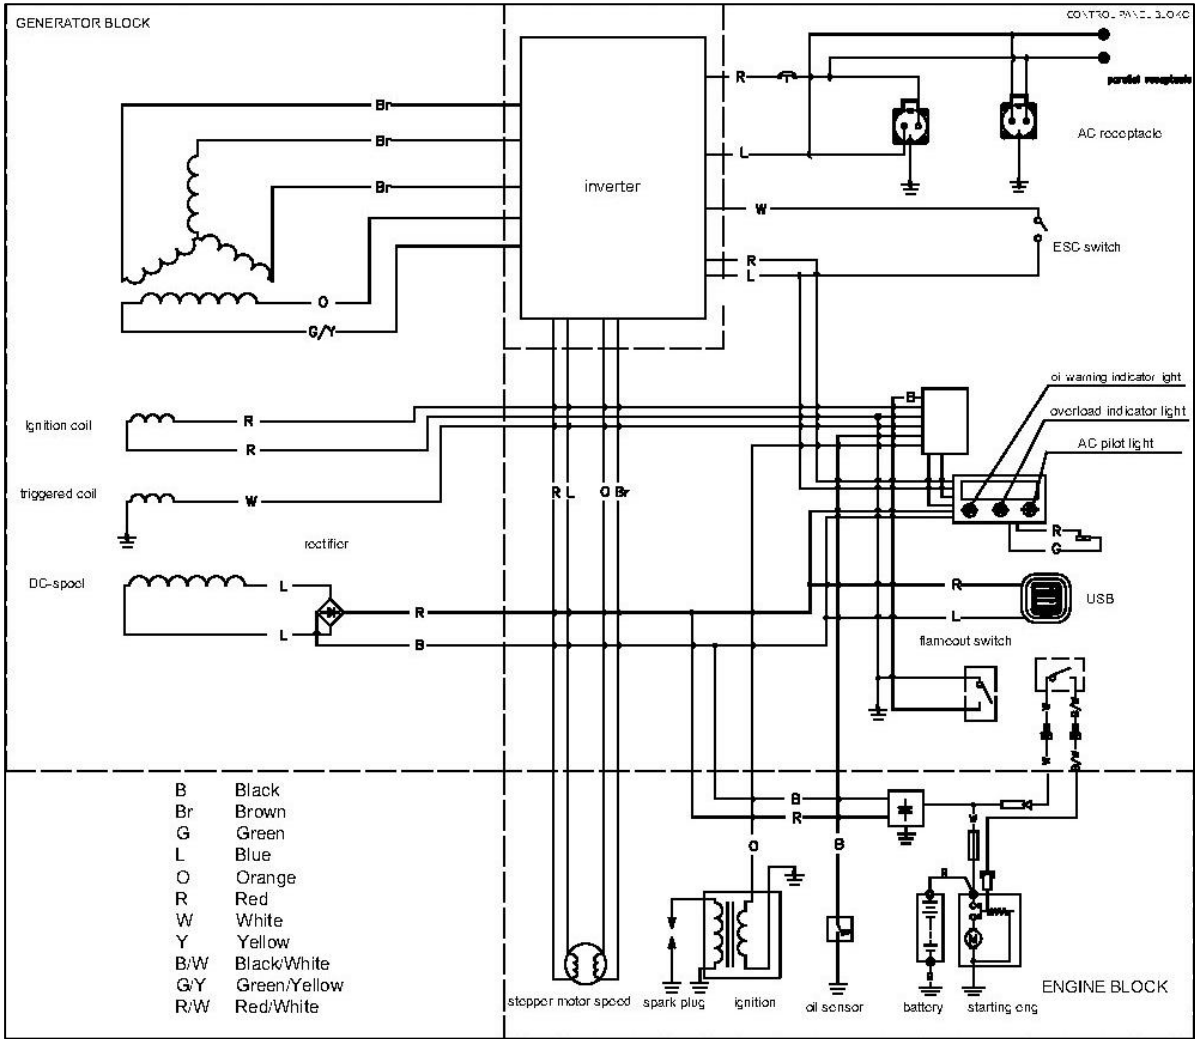 GENERATOR BLOCK
CONTROL PANEL BLOKC
R
parallel receptacle
Br
AC receptacle
Br
L
Br
inverter
W
ESC switch
R
L
O
G/Y
oi warning indicator light
B
overload indicator light
Ignition coil
R
AC pilot light
R
triggered coil
W
R L O Br
R
G
rectifier
DC-spool
L
R
USB
R
L
L
B
flameout switch
W B/W
W B/W
B Black
Br Brown
G Green
L Blue
O Orange
R Red
W White
Y Yellow
B/W Black/White
G/Y Green/Yellow
R/W Red/White
B
R
W
O
B
M
ENGINE BLOCK
stepper motor speed
spark plug
ignition
oil sensor
battery
starting eng